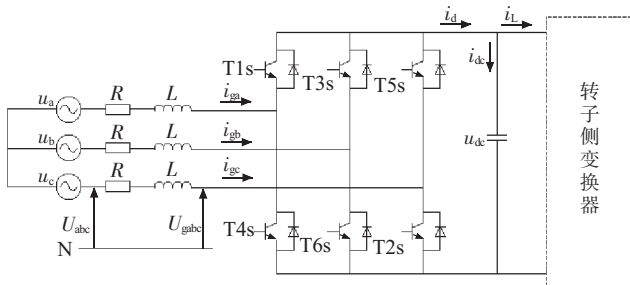 i_d i_L
T1s T3s T5s
i_dc
u_a R L i_ga
u_b R L i_gb
u_c R L i_gc
u_dc
转子侧变换器
U_abc U_gabc
N
T4s T6s T2s